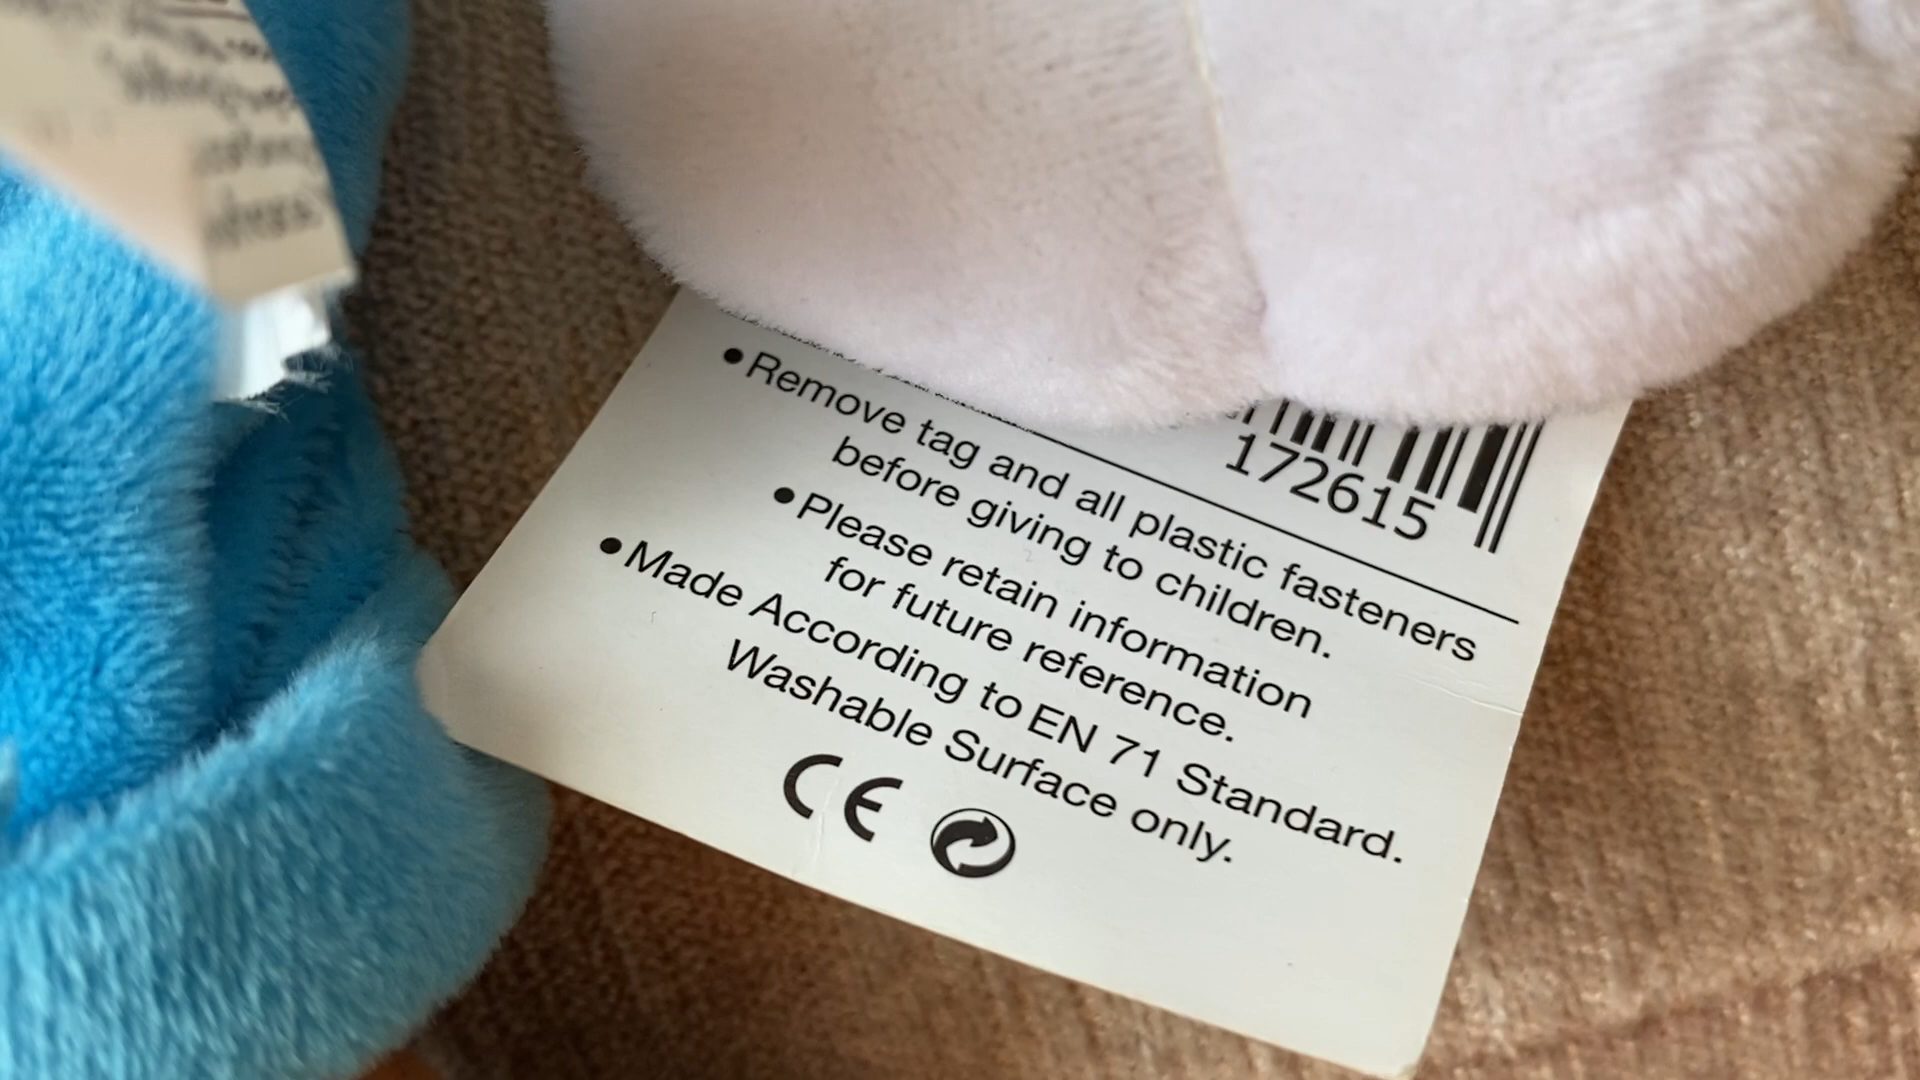 172615
•Remove tag and all plastic fasteners
before giving to children.
•Please retain information
for future reference.
•Made According to EN 71 Standard.
Washable Surface only.
CE